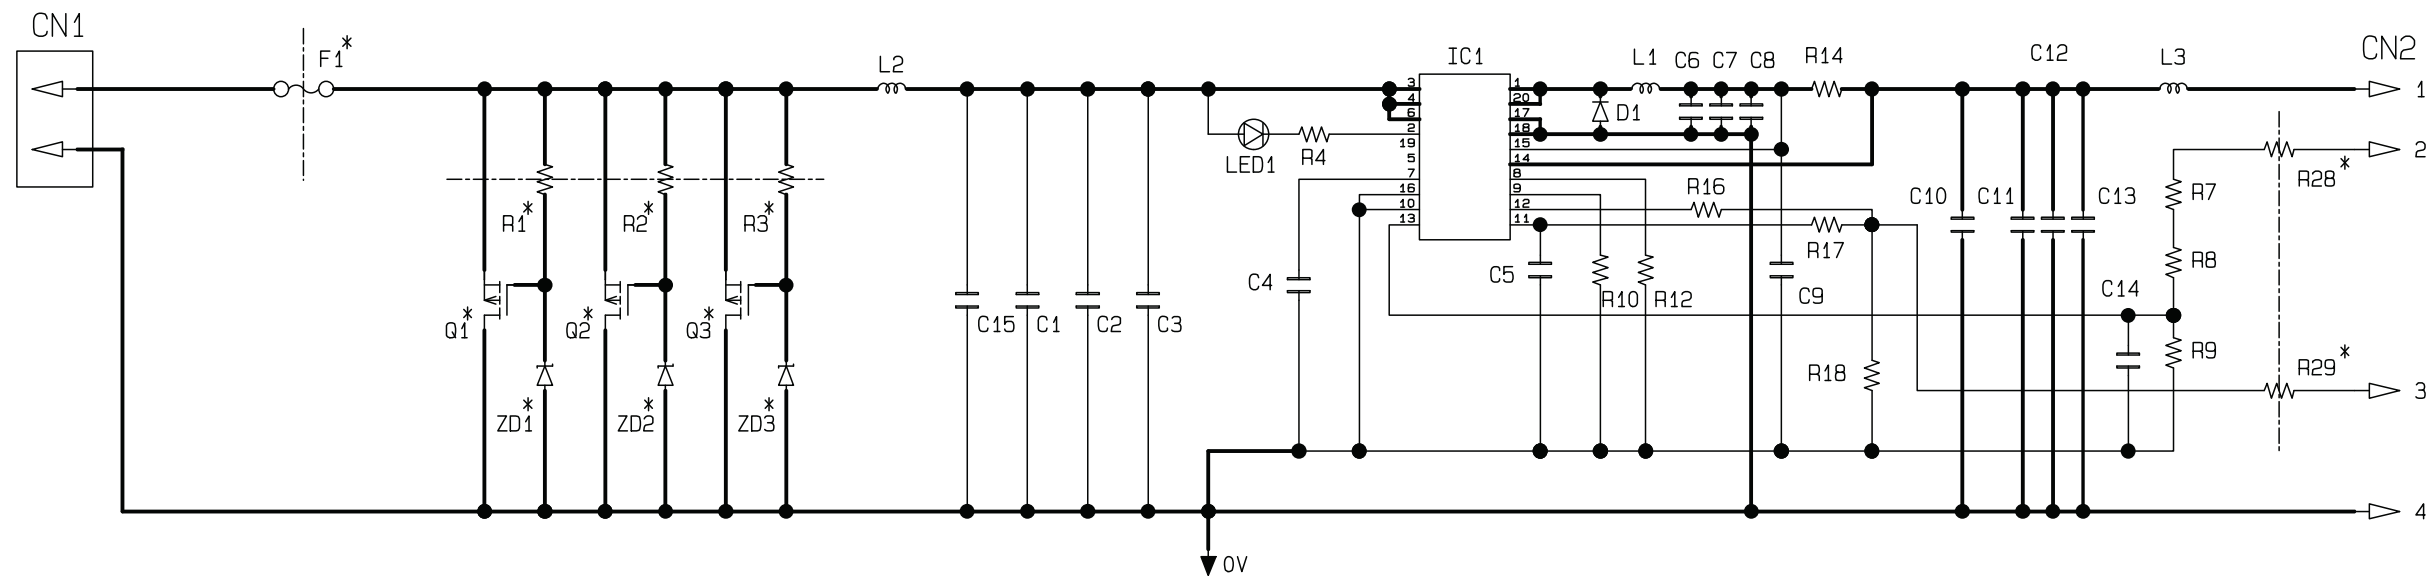 CN1
F1*
L2
IC1
L1
C6
C7
C8
R14
C12
L3
CN2
3
4
6
2
19
5
7
16
10
13
1
20
17
18
15
14
8
9
12
11
D1
LED1
R4
1
2
3
4
R1*
R2*
R3*
R16
C10
C11
C13
R7
R28*
R17
R8
C4
C5
R10
R12
C9
C14
Q1*
Q2*
Q3*
C15
C1
C2
C3
R9
R18
R29*
ZD1*
ZD2*
ZD3*
0V